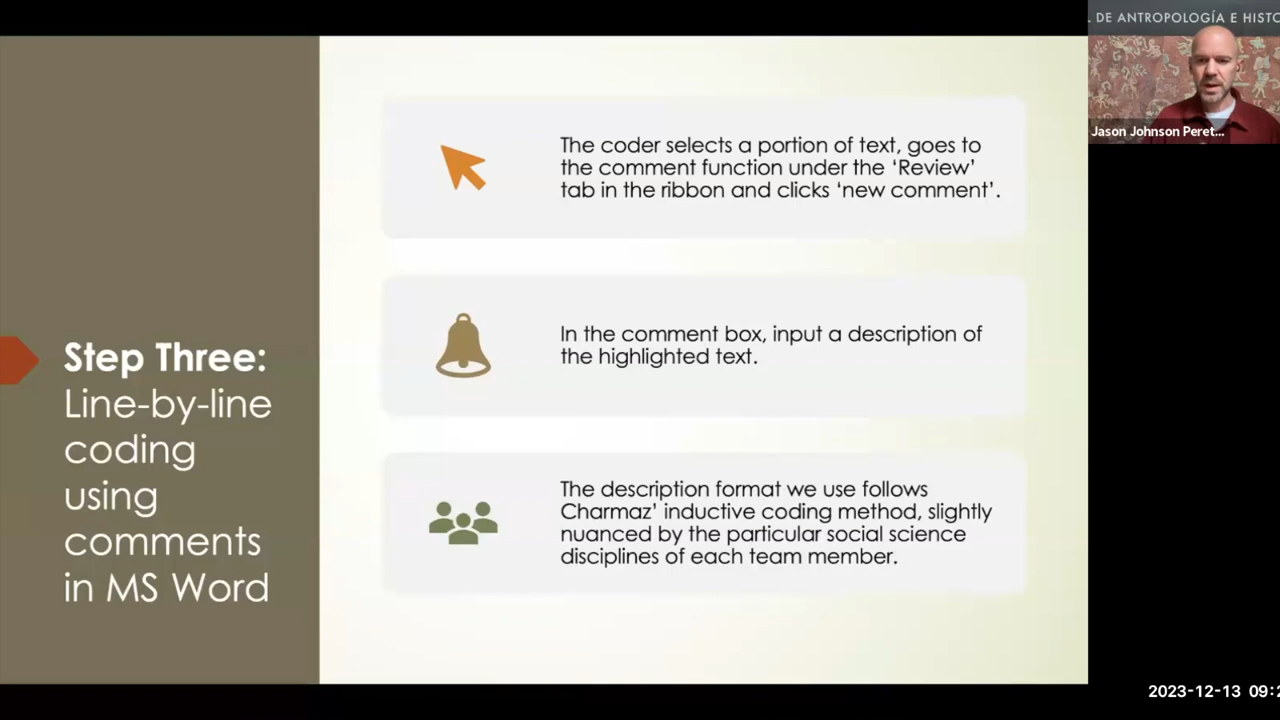 . DE ANTROPOLOGÍA E HISTO
Jason Johnson Peret...
Step Three:
Line-by-line
coding
using
comments
in MS Word
The coder selects a portion of text, goes to
the comment function under the ‘Review’
tab in the ribbon and clicks ‘new comment’.
In the comment box, input a description of
the highlighted text.
The description format we use follows
Charmaz’ inductive coding method, slightly
nuanced by the particular social science
disciplines of each team member.
2023-12-13 09:2